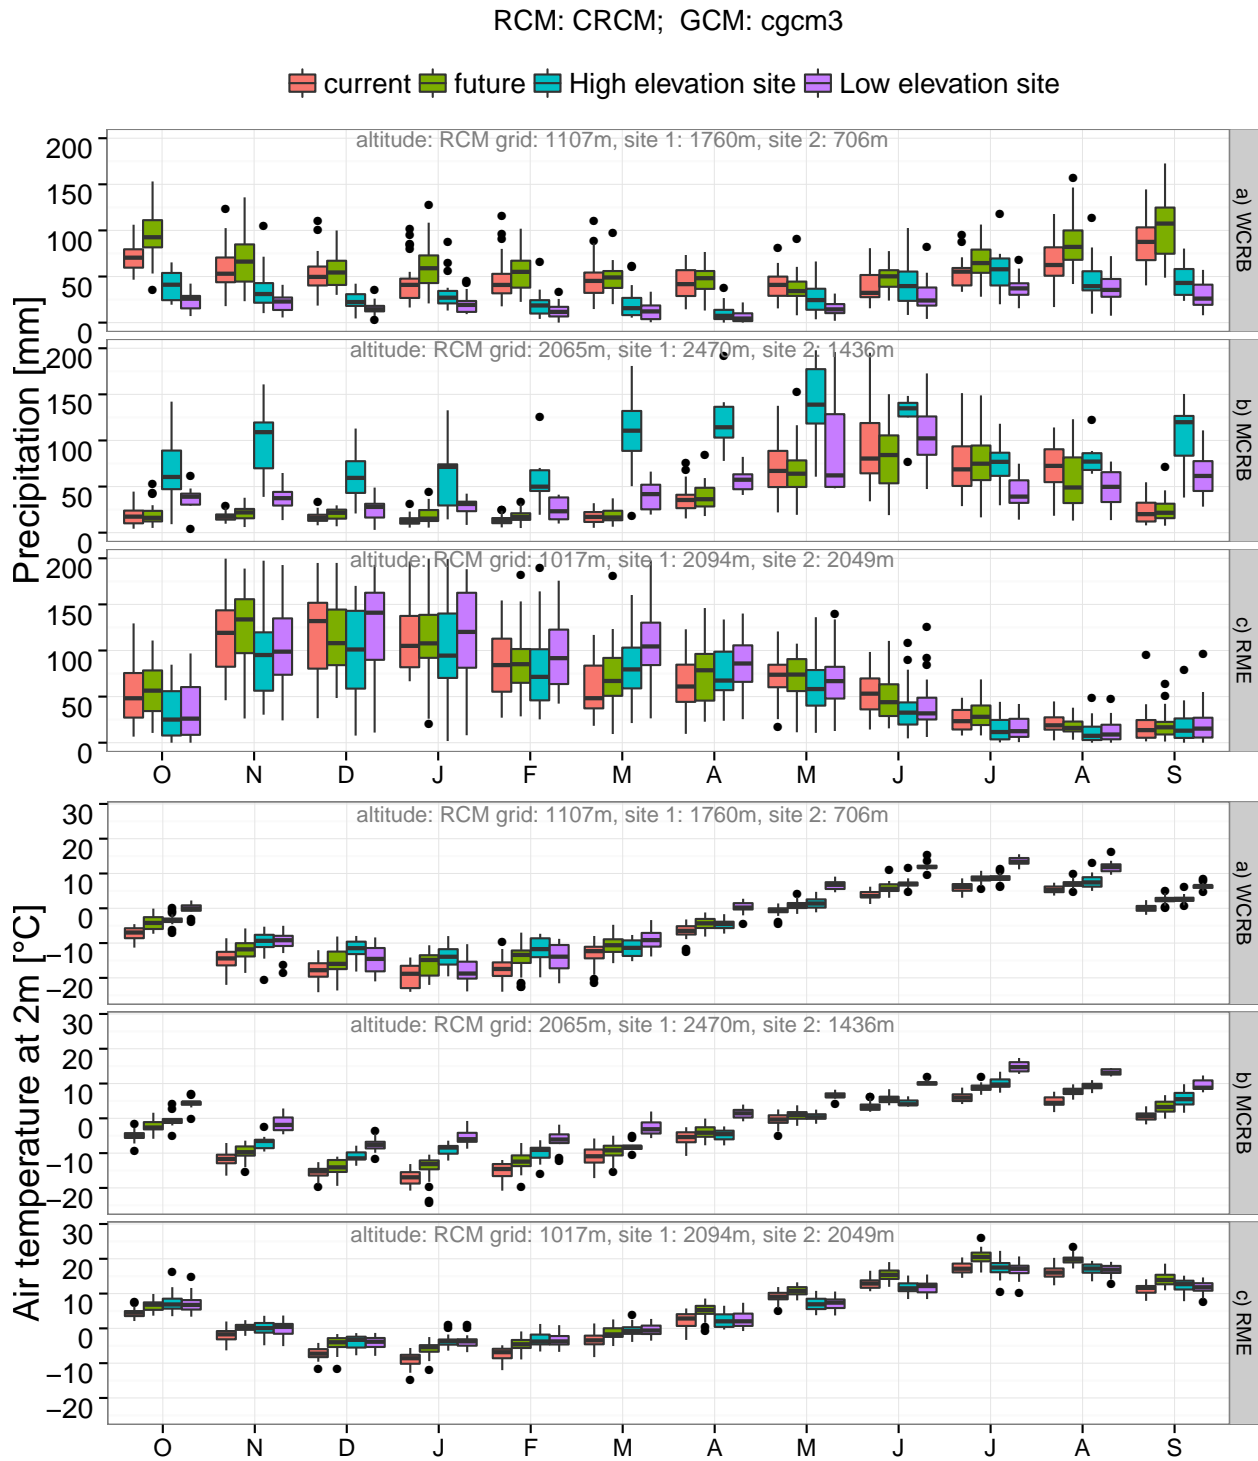 RCM: CRCM;  GCM: cgcm3
current future High elevation site Low elevation site
Precipitation [mm]
altitude: RCM grid: 1107m, site 1: 1760m, site 2: 706m
200
150
100
50
0
a) WCRB
altitude: RCM grid: 2065m, site 1: 2470m, site 2: 1436m
200
150
100
50
0
b) MCRB
altitude: RCM grid: 1017m, site 1: 2094m, site 2: 2049m
200
150
100
50
0
c) RME
O N D J F M A M J J A S
Air temperature at 2m [°C]
altitude: RCM grid: 1107m, site 1: 1760m, site 2: 706m
30
20
10
0
−10
−20
a) WCRB
altitude: RCM grid: 2065m, site 1: 2470m, site 2: 1436m
30
20
10
0
−10
−20
b) MCRB
altitude: RCM grid: 1017m, site 1: 2094m, site 2: 2049m
30
20
10
0
−10
−20
c) RME
O N D J F M A M J J A S